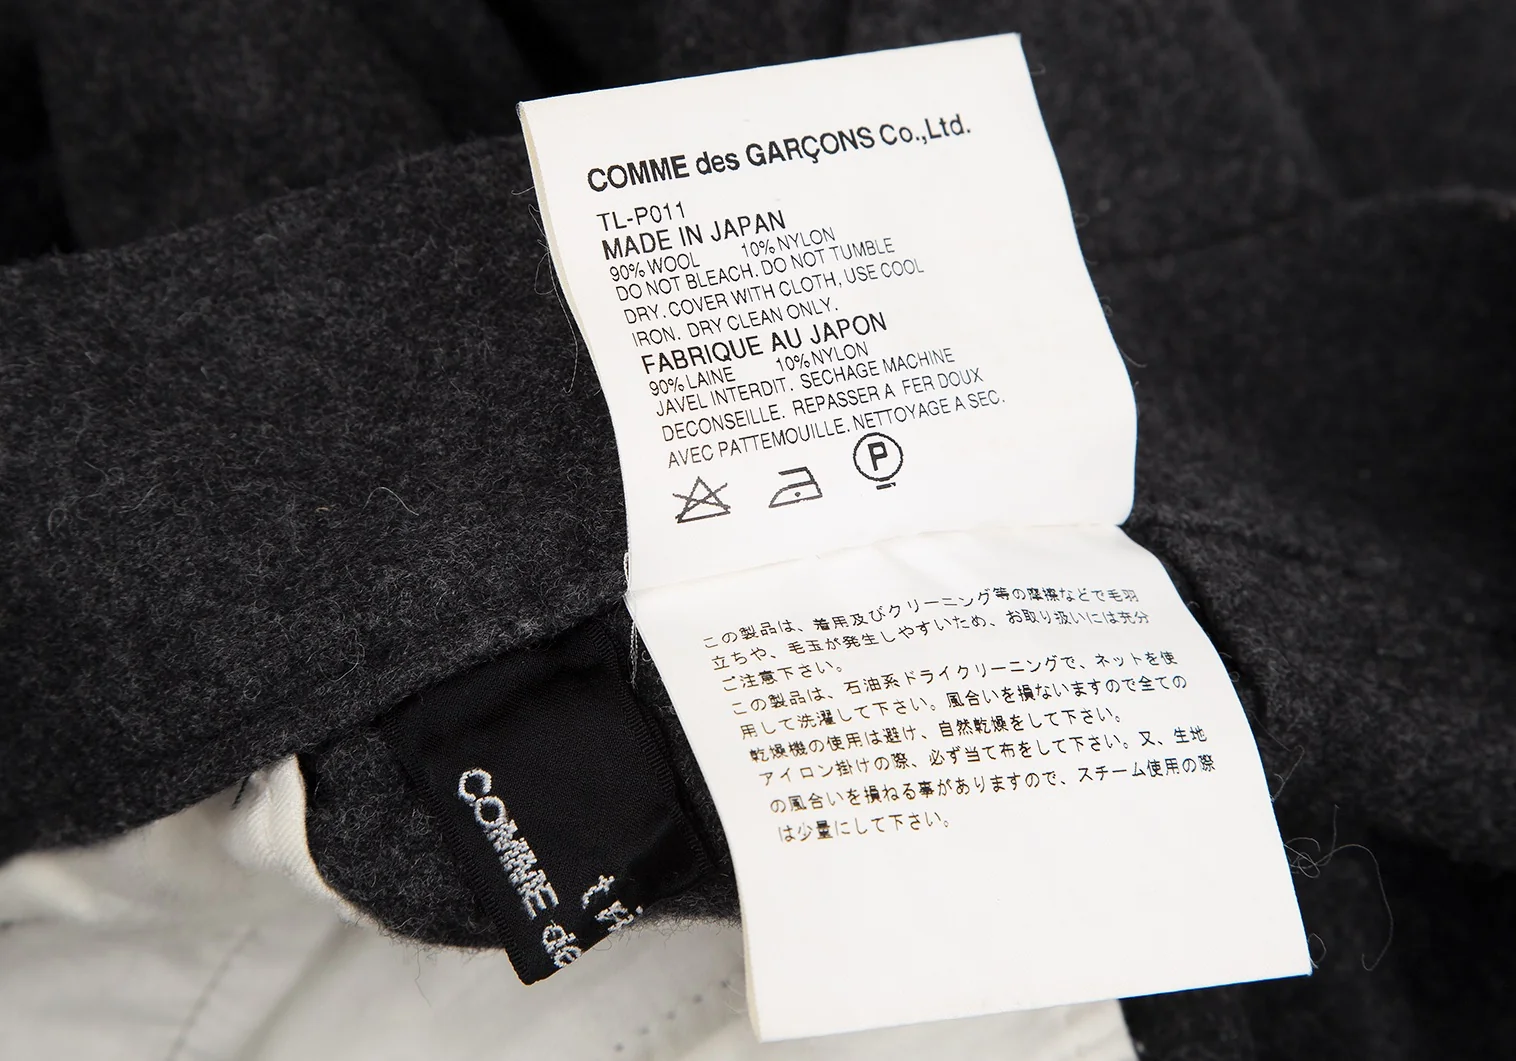 COMME des GARÇONS Co.,Ltd.
TL-P011
MADE IN JAPAN
90% WOOL 10% NYLON
DO NOT BLEACH. DO NOT TUMBLE
DRY. COVER WITH CLOTH, USE COOL
IRON. DRY CLEAN ONLY.
FABRIQUE AU JAPON
90% LAINE 10% NYLON
JAVEL INTERDIT. SECHAGE MACHINE
DECONSEILLE. REPASSER A FER DOUX
AVEC PATTEMOUILLE. NETTOYAGE A SEC.
P
この製品は、着用及びクリーニング等の摩擦などで毛羽
立ちや、毛玉が発生しやすいため、お取り扱いには充分
ご注意下さい。
この製品は、石油系ドライクリーニングで、ネットを使
用して洗濯して下さい。風合いを損ないますので全ての
乾燥機の使用は避け、自然乾燥をして下さい。
アイロン掛けの際、必ず当て布をして下さい。又、生地
の風合いを損ねる事がありますので、スチーム使用の際
は少量にして下さい。
COMME de